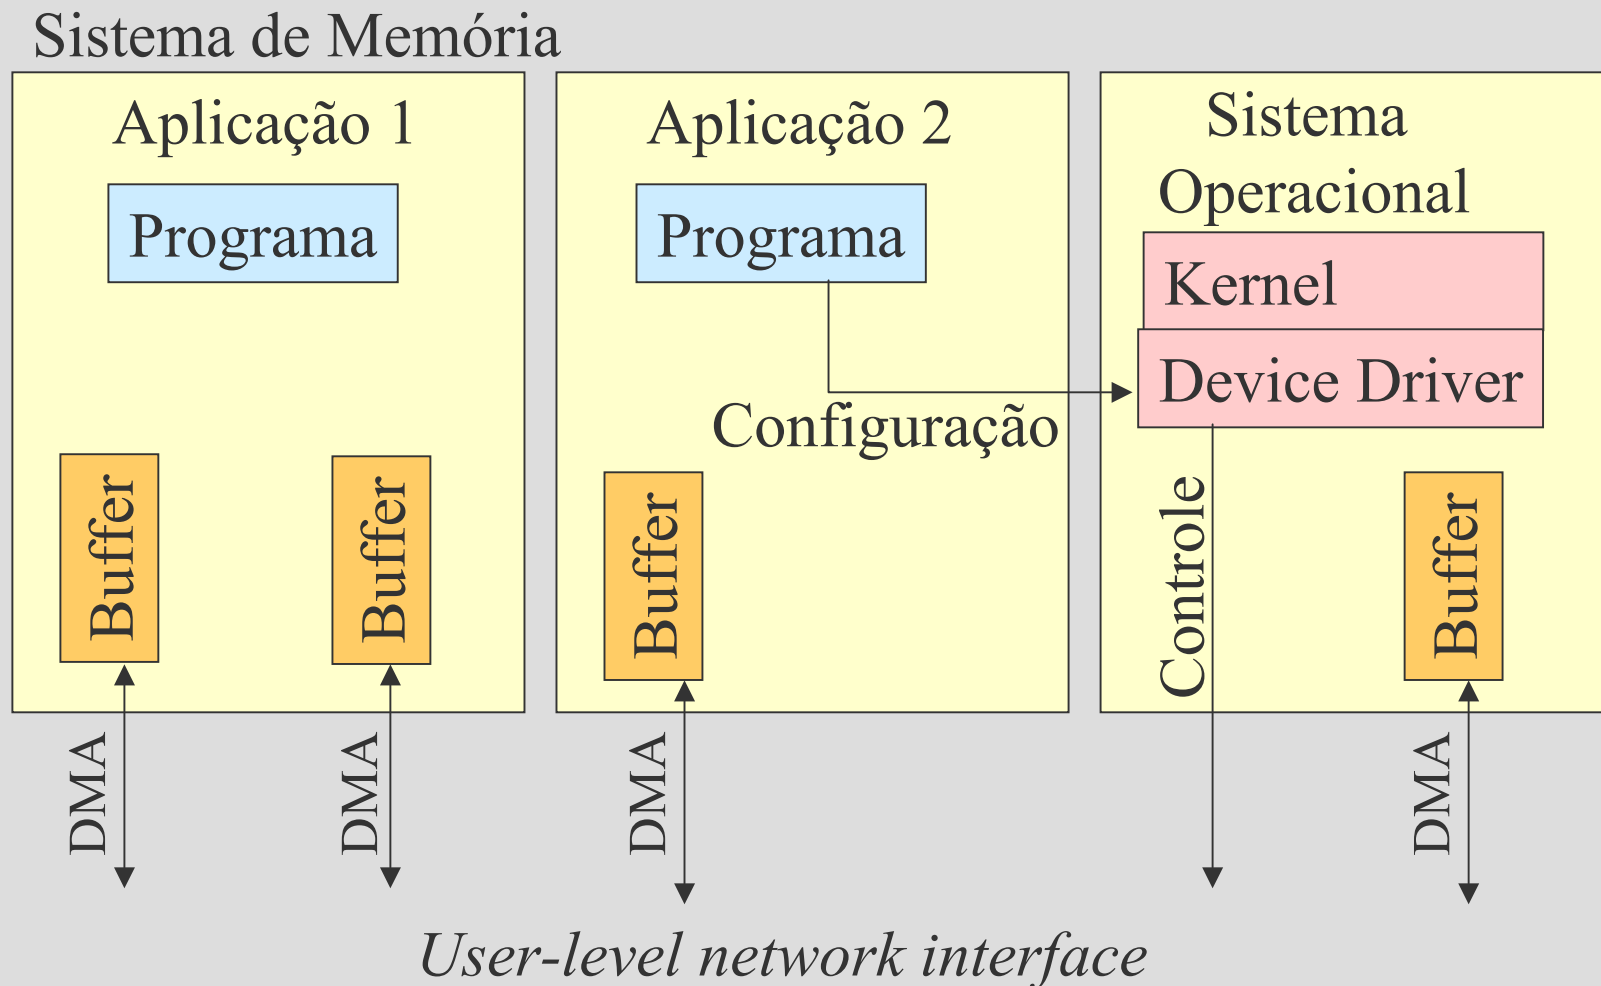 Sistema de Memória
Aplicação 1
Programa
Buffer
Buffer
DMA
DMA
Aplicação 2
Programa
Configuração
Buffer
DMA
Sistema
Operacional
Kernel
Device Driver
Controle
Buffer
DMA
User-level network interface